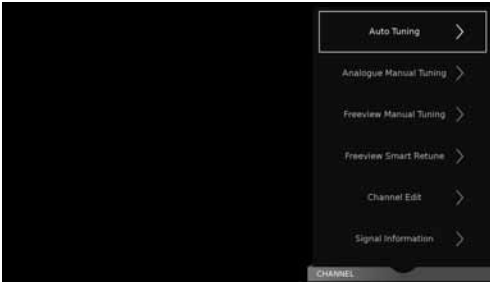 Auto Tuning
Analogue Manual Tuning
Freeview Manual Tuning
Freeview Smart Retune
Channel Edit
Signal Information
CHANNEL